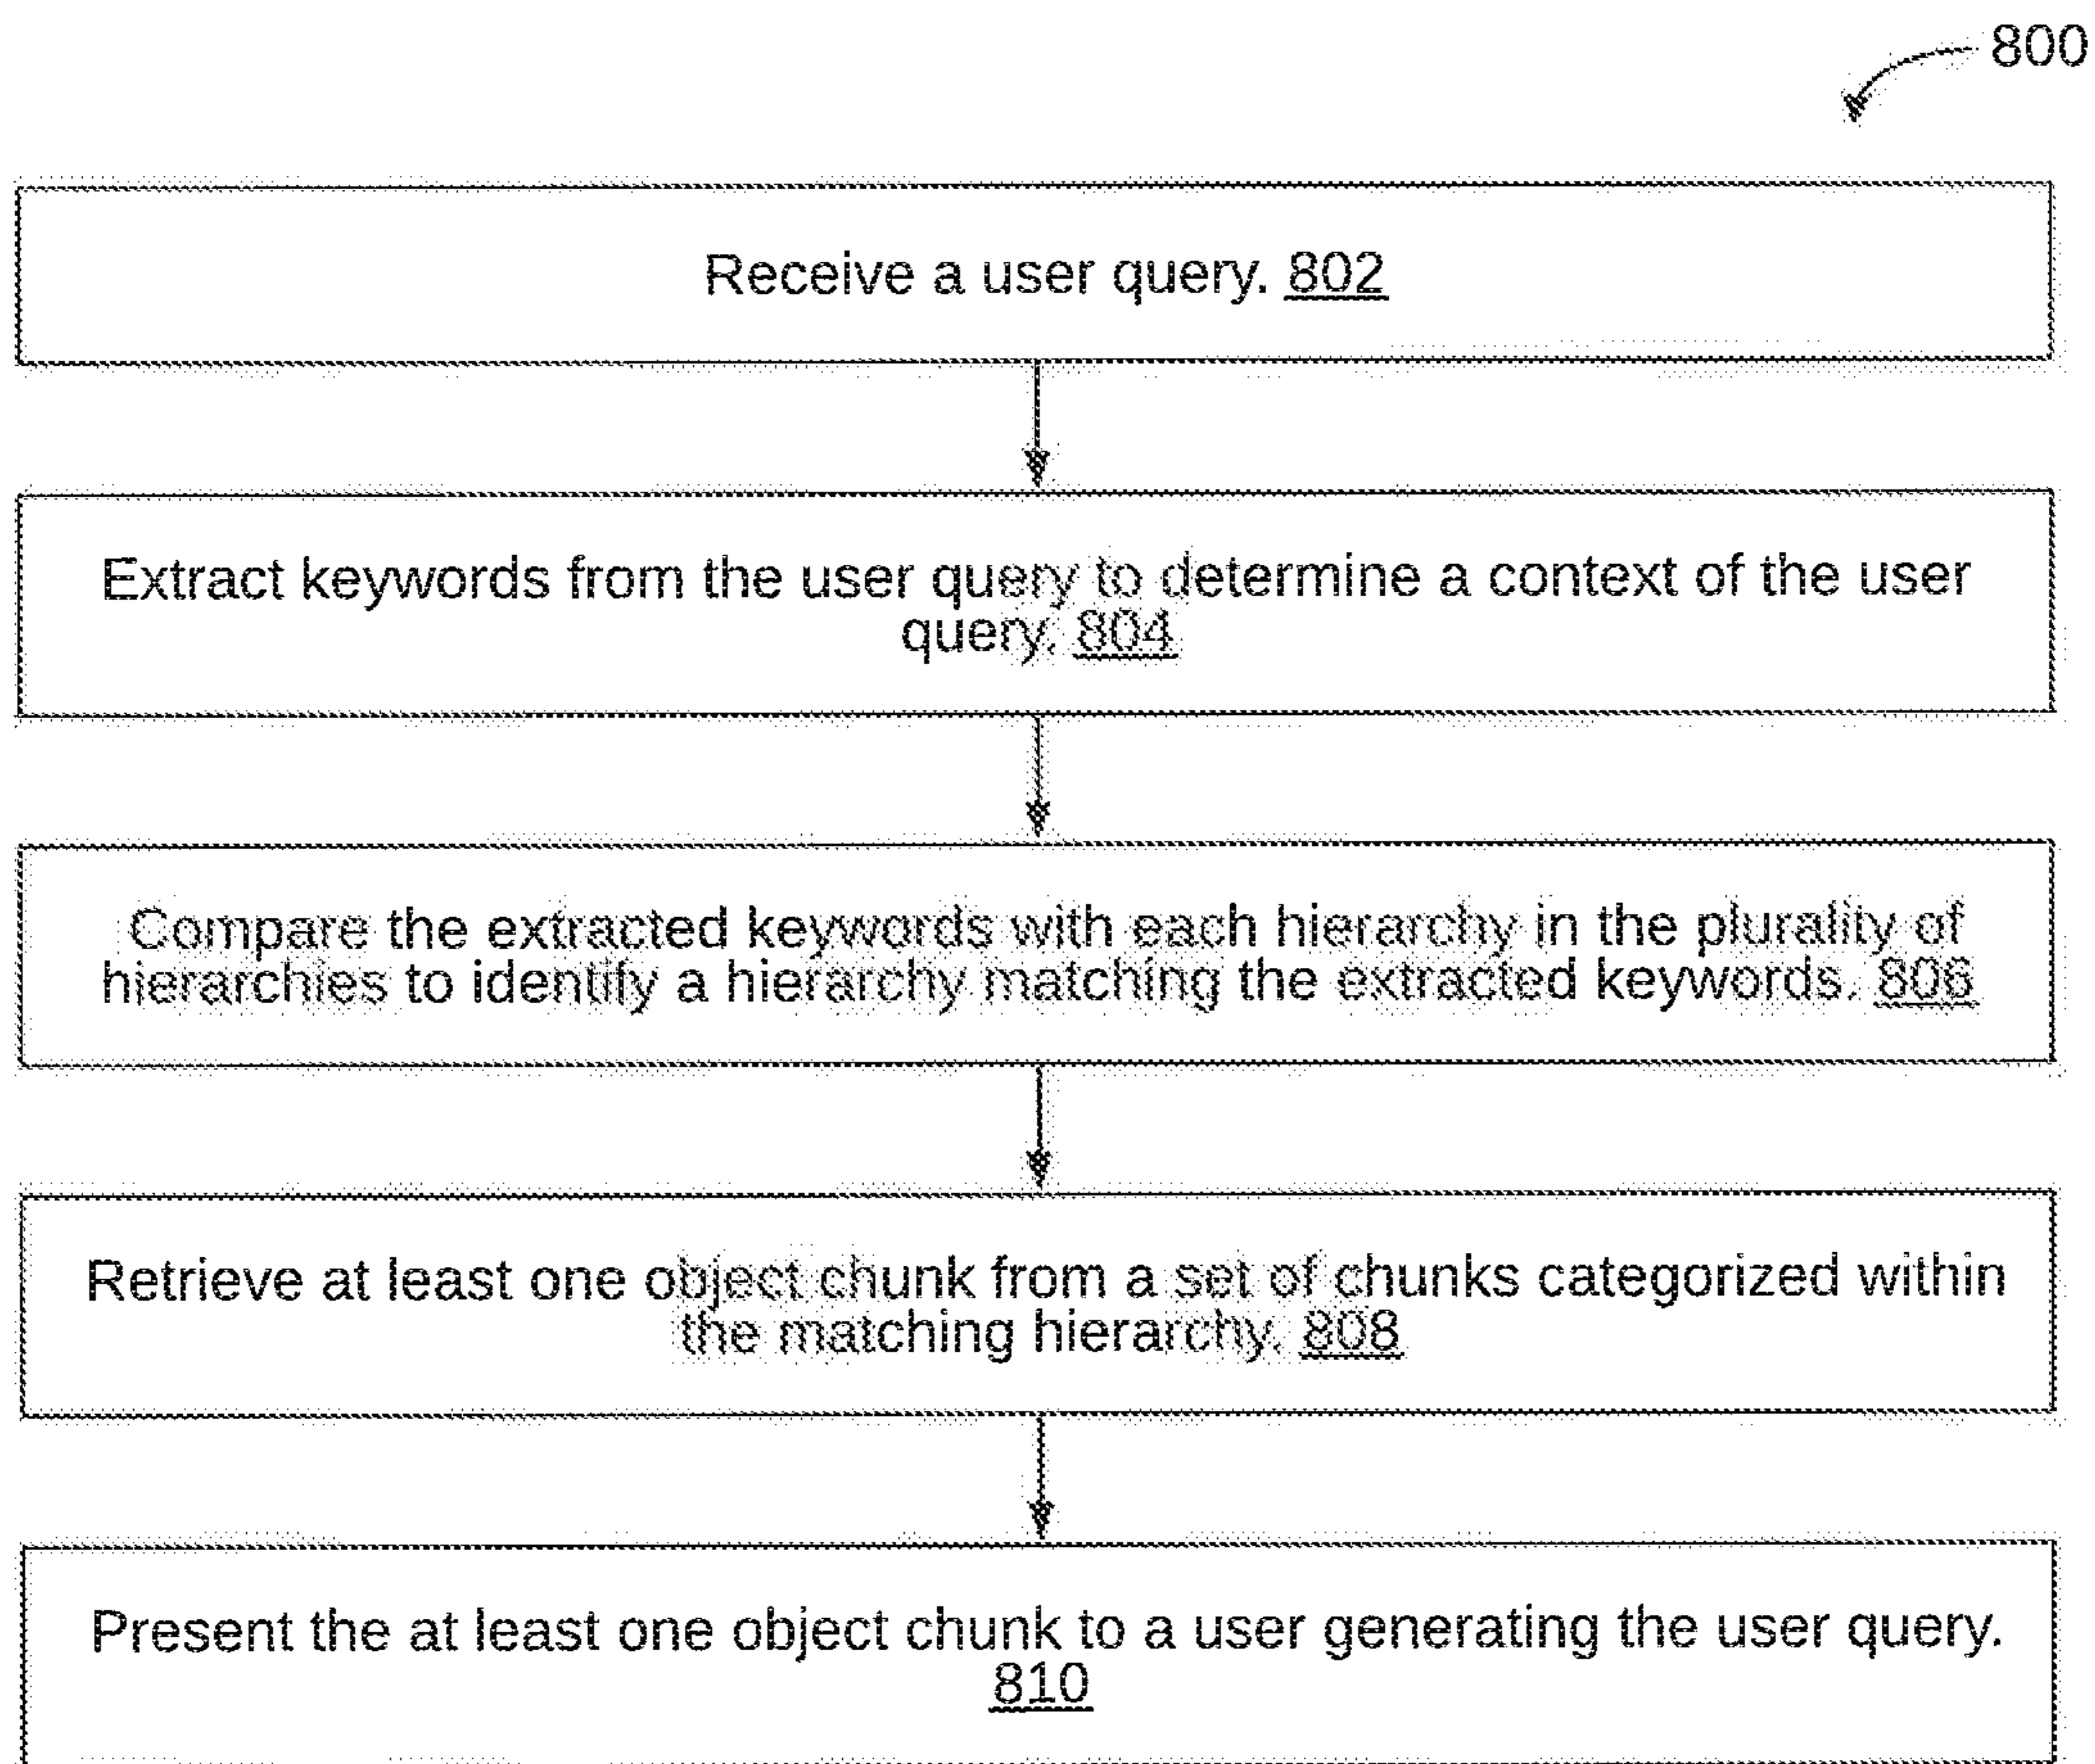 800
Receive a user query. 802
Extract keywords from the user query to determine a context of the user
query. 804
Compare the extracted keywords with each hierarchy in the plurality of
hierarchies to identify a hierarchy matching the extracted keywords. 806
Retrieve at least one object chunk from a set of chunks categorized within
the matching hierarchy. 808
Present the at least one object chunk to a user generating the user query.
810